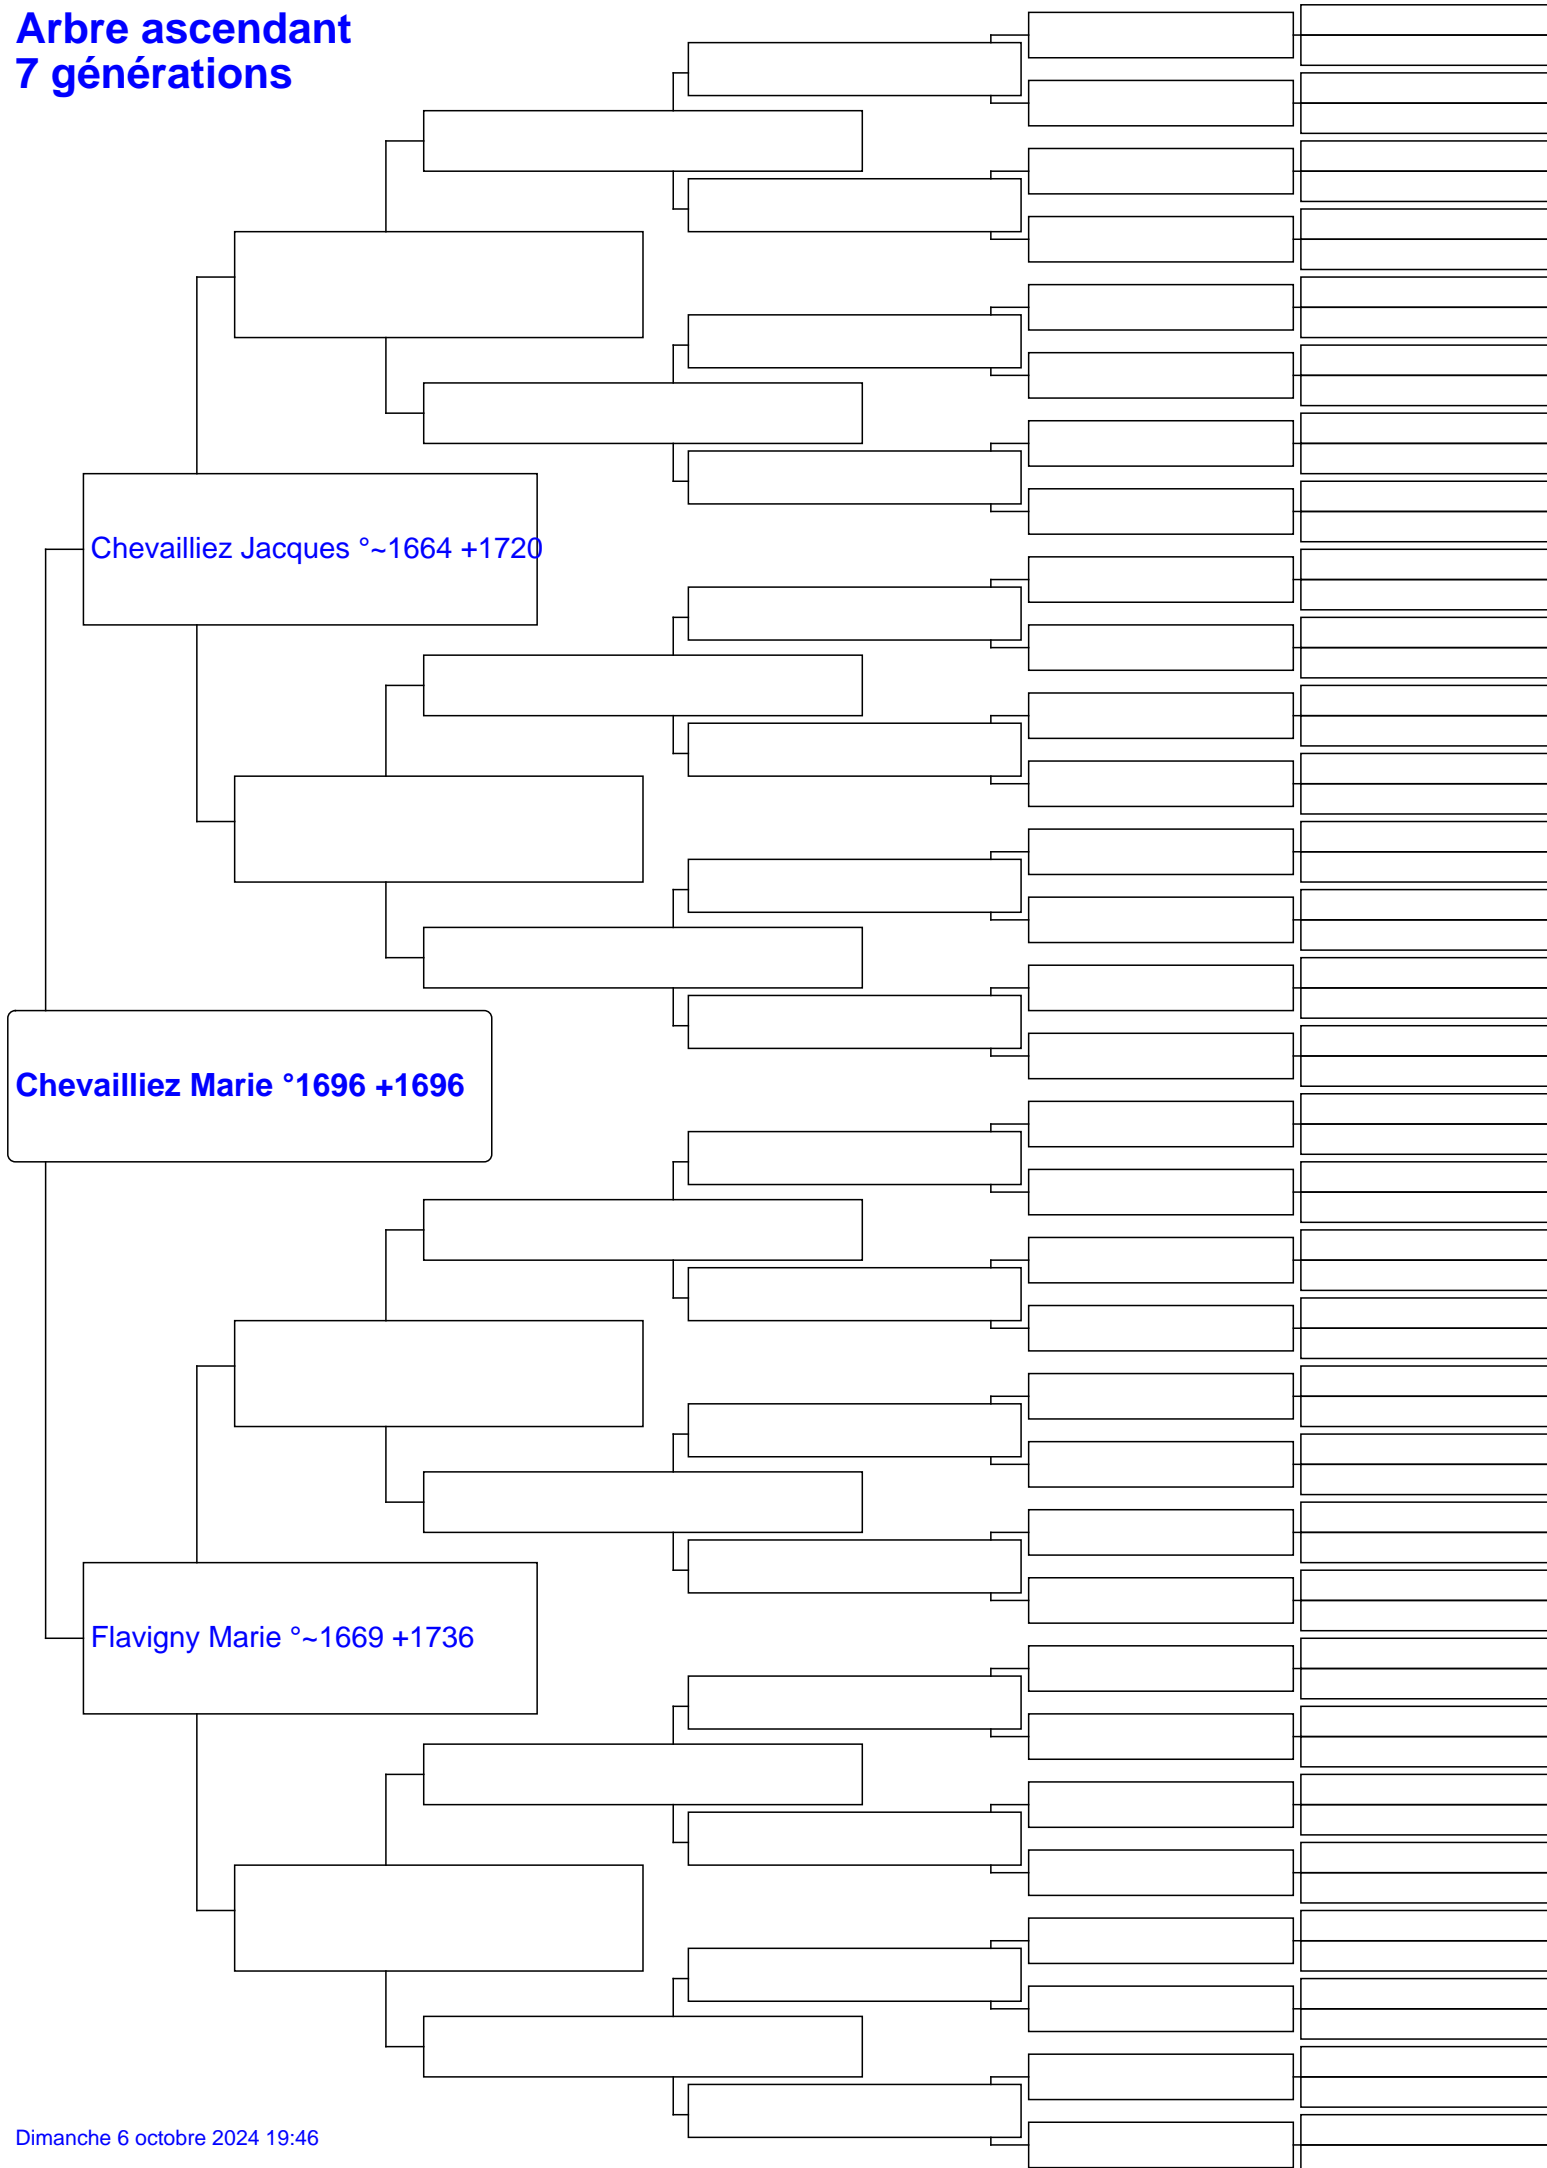 Arbre ascendant
7 générations
Chevailliez Jacques °~1664 +1720
Chevailliez Marie °1696 +1696
Flavigny Marie °~1669 +1736
Dimanche 6 octobre 2024 19:46